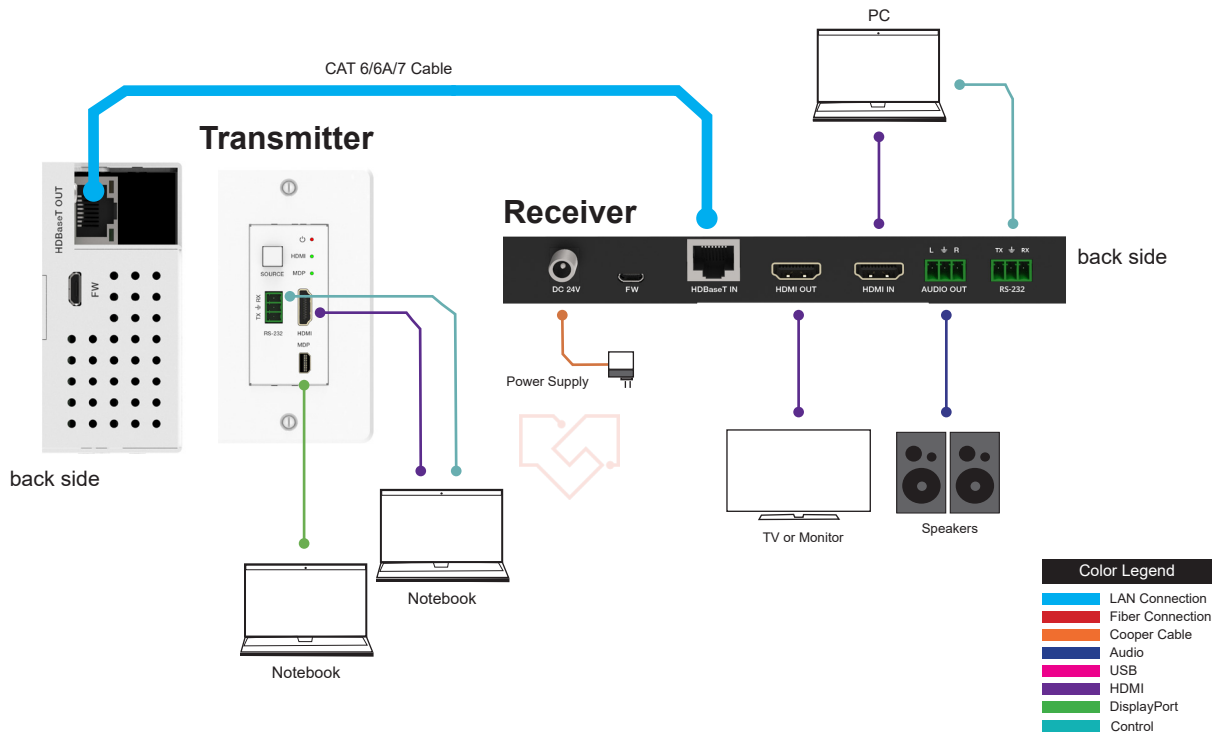 PC
CAT 6/6A/7 Cable
Transmitter
HDBaseT OUT
FW
back side
SOURCE
HDMI
MDP
TX RX
RS-232
HDMI
MDP
Receiver
DC 24V
FW
HDBaseT IN
HDMI OUT
HDMI IN
L R
AUDIO OUT
TX RX
RS-232
back side
Power Supply
TV or Monitor
Speakers
Notebook
Notebook
Color Legend
LAN Connection
Fiber Connection
Cooper Cable
Audio
USB
HDMI
DisplayPort
Control